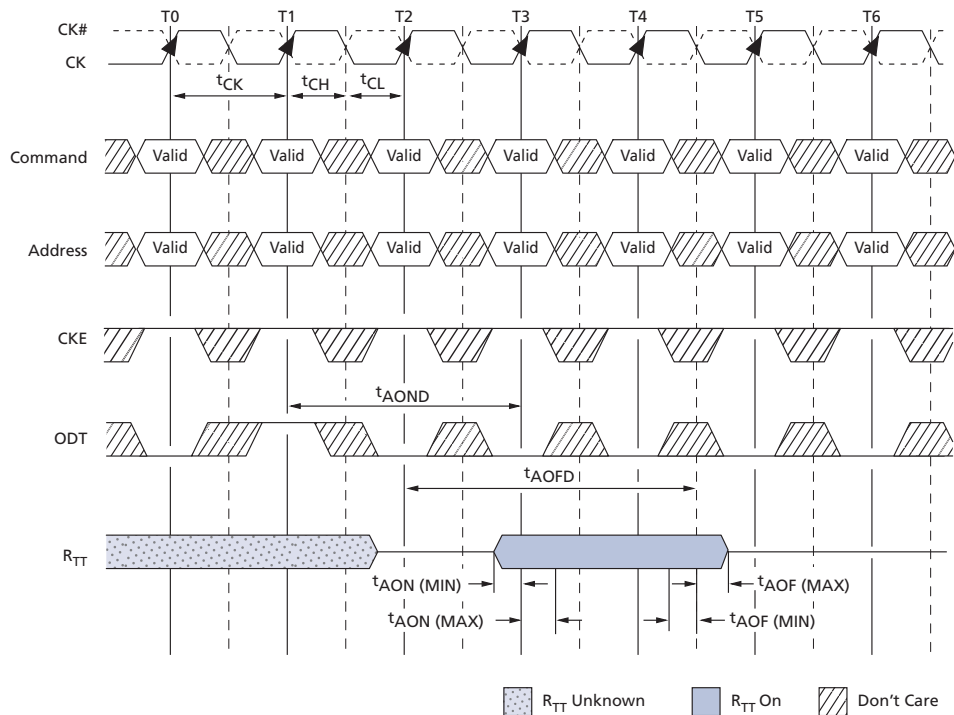 T0 T1 T2 T3 T4 T5 T6
CK#
CK
tCK tCH tCL
Command Valid Valid Valid Valid Valid Valid Valid
Address Valid Valid Valid Valid Valid Valid Valid
CKE
tAOND
ODT
tAOFD
RTT
tAON (MIN) tAOF (MAX)
tAON (MAX) tAOF (MIN)
RTT Unknown RTT On Don't Care